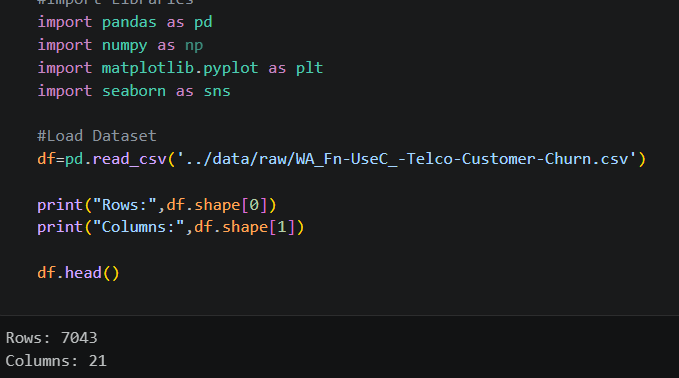 #Import Libraries
import pandas as pd
import numpy as np
import matplotlib.pyplot as plt
import seaborn as sns
#Load Dataset
df=pd.read_csv('../data/raw/WA_Fn-UseC_-Telco-Customer-Churn.csv')
print("Rows:",df.shape[0])
print("Columns:",df.shape[1])
df.head()
Rows: 7043
Columns: 21